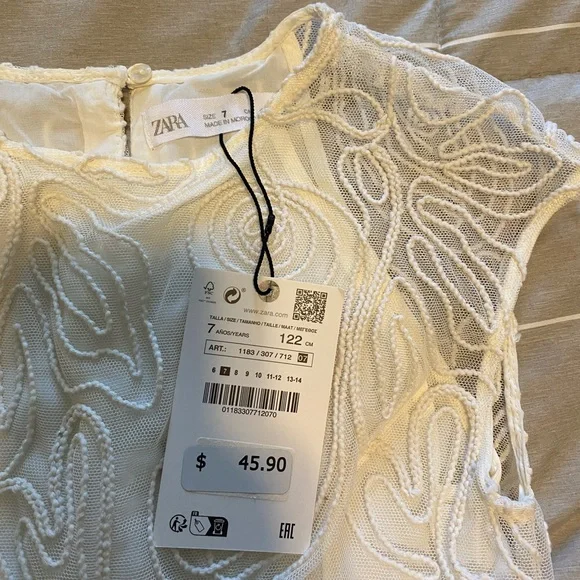 ZARA
SIZE 7
MADE IN
www.zara.com
TALLA / SIZE / TAMANHO / TAILLE / MAAT / ΜΕΓΕΘΟΣ
7 AÑOS/YEARS 122 CM
ART.: 1183 / 307 / 712 07
6 7 8 9 10 11-12 13-14
01183307712070
$ 45.90
EAC